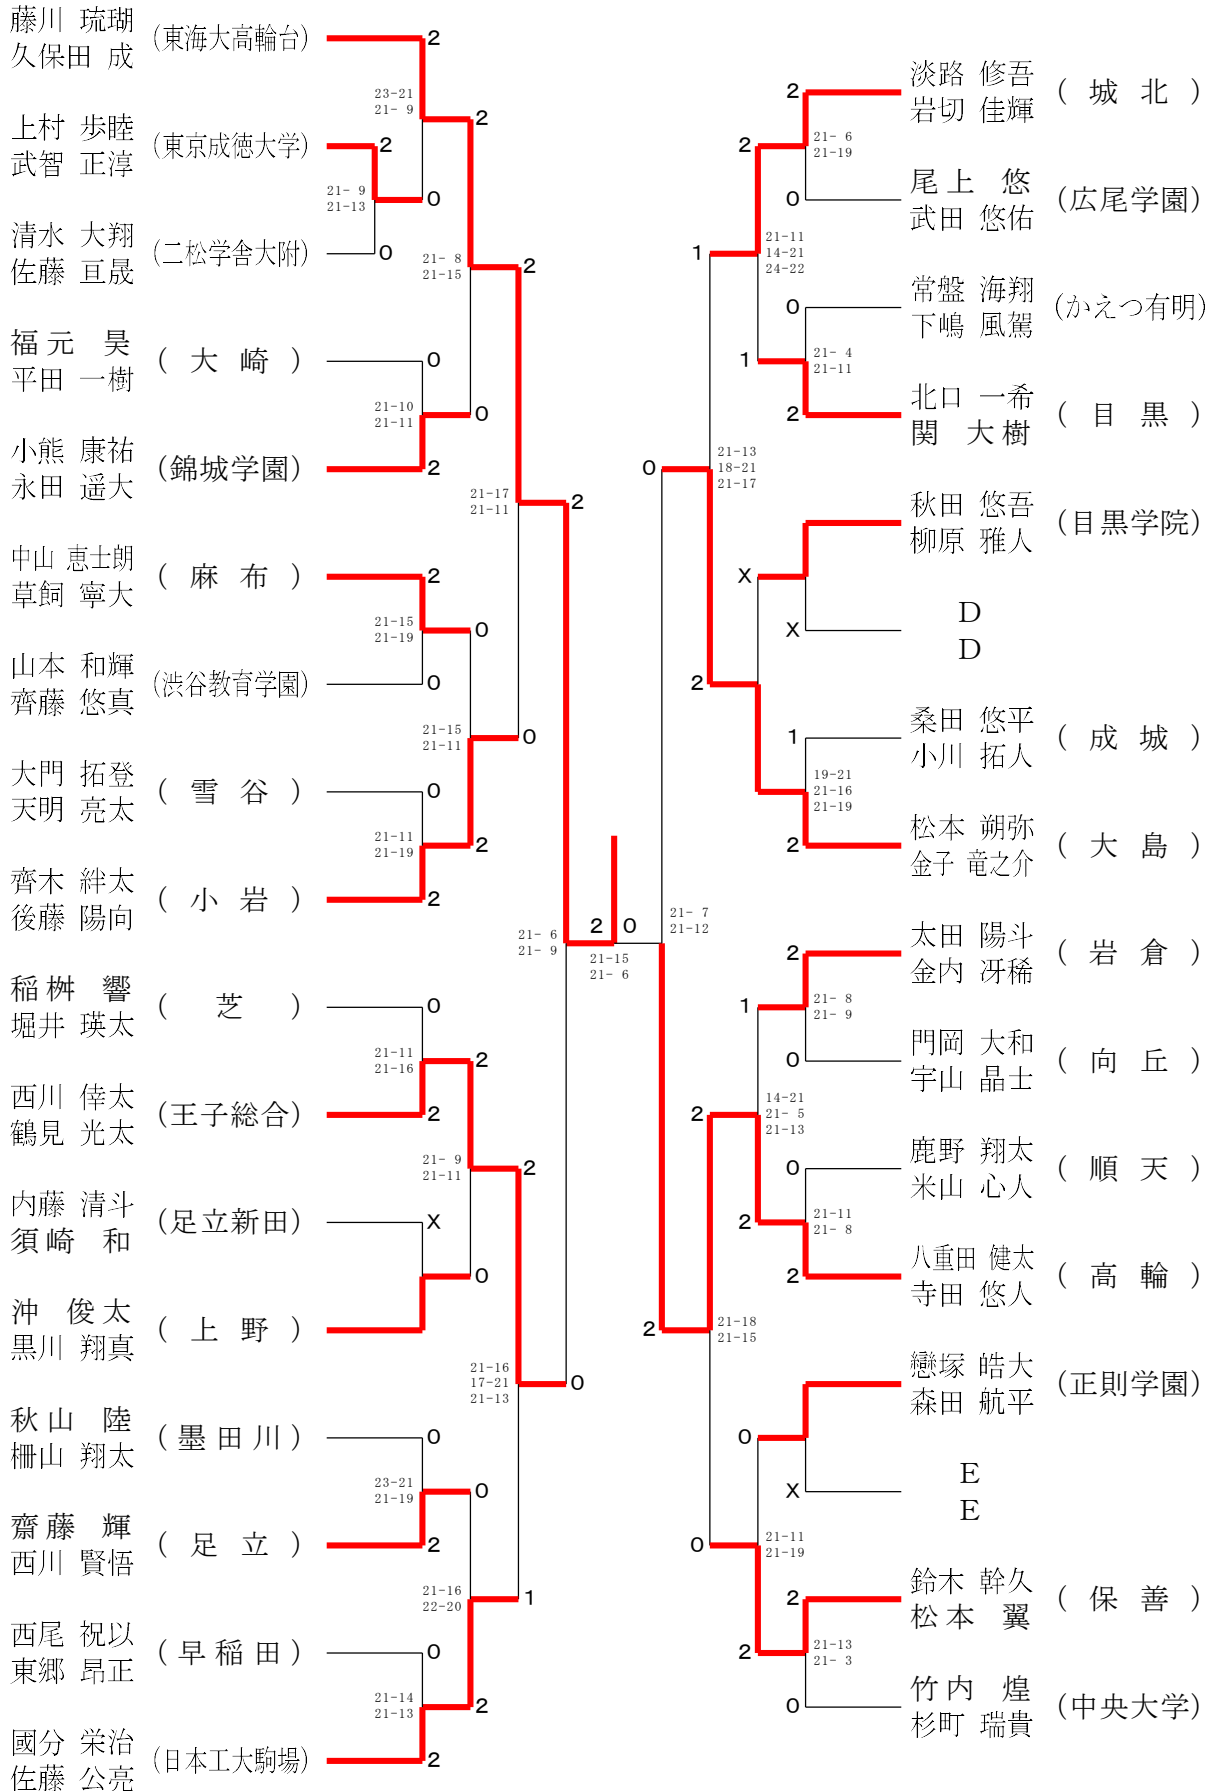 藤川 琉瑚
久保田 成
(東海大高輪台)
2
23-21
21- 9
2
上村 歩睦
武智 正淳
(東京成徳大学)
2
21- 9
21-13
0
清水 大翔
佐藤 亘晟
(二松学舎大附)
0
21- 8
21-15
2
福元 昊
平田 一樹
(大崎)
0
21-10
21-11
0
小熊 康祐
永田 遥大
(錦城学園)
2
21-17
21-11
2
中山 恵士朗
草飼 寧大
(麻布)
2
21-15
21-19
0
山本 和輝
齊藤 悠真
(渋谷教育学園)
0
21-15
21-11
0
大門 拓登
天明 亮太
(雪谷)
0
21-11
21-19
2
齊木 絆太
後藤 陽向
(小岩)
2
21- 6
21- 9
2 0
21-15
21- 6
稲桝 響
堀井 瑛太
(芝)
0
21-11
21-16
2
西川 倖太
鶴見 光太
(王子総合)
2
21- 9
21-11
2
内藤 清斗
須崎 和
(足立新田)
X
0
沖 俊太
黒川 翔真
(上野)
21-16
17-21
21-13
0
秋山 陸
柵山 翔太
(墨田川)
0
23-21
21-19
0
齋藤 輝
西川 賢悟
(足立)
2
21-16
22-20
1
西尾 祝以
東郷 昂正
(早稲田)
0
21-14
21-13
2
國分 栄治
佐藤 公亮
(日本工大駒場)
2
淡路 修吾
岩切 佳輝
(城北)
2
21- 6
21-19
2
尾上 悠
武田 悠佑
(広尾学園)
0
21-11
14-21
24-22
1
常盤 海翔
下嶋 風駕
(かえつ有明)
0
21- 4
21-11
1
北口 一希
関 大樹
(目黒)
2
21-13
18-21
21-17
0
秋田 悠吾
柳原 雅人
(目黒学院)
X
D
D
X
2
桑田 悠平
小川 拓人
(成城)
1
19-21
21-16
21-19
松本 朔弥
金子 竜之介
(大島)
2
21- 7
21-12
太田 陽斗
金内 冴稀
(岩倉)
2
21- 8
21- 9
1
門岡 大和
宇山 晶士
(向丘)
0
14-21
21- 5
21-13
2
鹿野 翔太
米山 心人
(順天)
0
21-11
21- 8
2
八重田 健太
寺田 悠人
(高輪)
2
21-18
21-15
2
戀塚 皓大
森田 航平
(正則学園)
0
E
E
X
21-11
21-19
0
鈴木 幹久
松本 翼
(保善)
2
21-13
21- 3
2
竹内 煌
杉町 瑞貴
(中央大学)
0